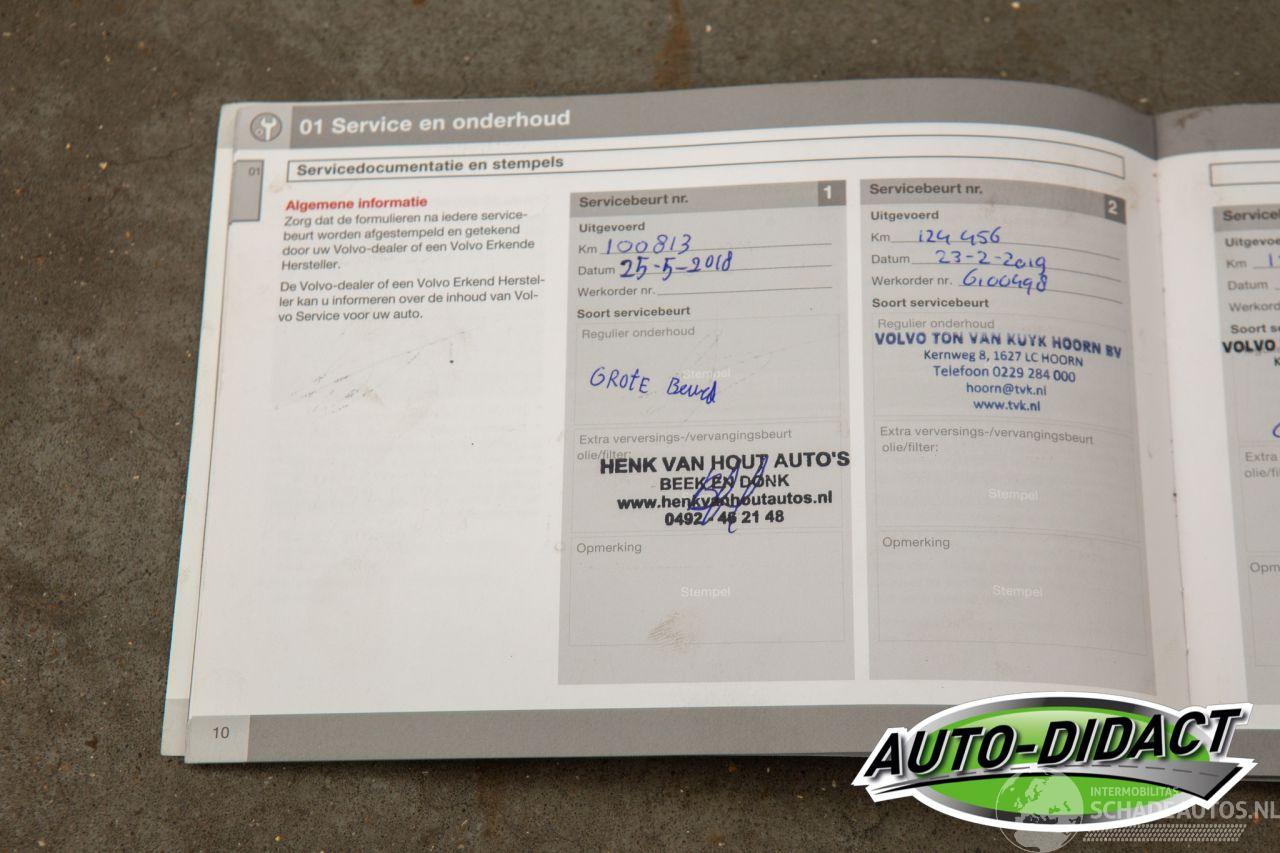 01 Service en onderhoud
01
Servicedocumentatie en stempels
Algemene informatie
Zorg dat de formulieren na iedere service-
beurt worden afgestempeld en getekend
door uw Volvo-dealer of een Volvo Erkende
Hersteller.
De Volvo-dealer of een Volvo Erkend Herstel-
ler kan u informeren over de inhoud van Vol-
vo Service voor uw auto.
Servicebeurt nr. 1
Uitgevoerd
Km 100813
Datum 25-5-2018
Werkorder nr.
Soort servicebeurt
Regulier onderhoud
Stempel
GROTE Beurt
Extra verversings-/vervangingsbeurt
olie/filter:
HENK VAN HOUT AUTO'S
BEEK EN DONK
www.henkvanhoutautos.nl
0492 - 45 21 48
Opmerking
Stempel
Servicebeurt nr. 2
Uitgevoerd
Km 124 456
Datum 23-2-2019
Werkorder nr. 6100498
Soort servicebeurt
Regulier onderhoud
VOLVO TON VAN KUYK HOORN BV
Kernweg 8, 1627 LC HOORN
Telefoon 0229 284 000
hoorn@tvk.nl
www.tvk.nl
Extra verversings-/vervangingsbeurt
olie/filter:
Stempel
Opmerking
Stempel
Service
Uitgevoe
Km 1
Datum
Werkord
Soort se
VOLVO
Extra
olie/fi
Opm
10
AUTO-DIDACT
INTERMOBILITAS
SCHADEAUTOS.NL